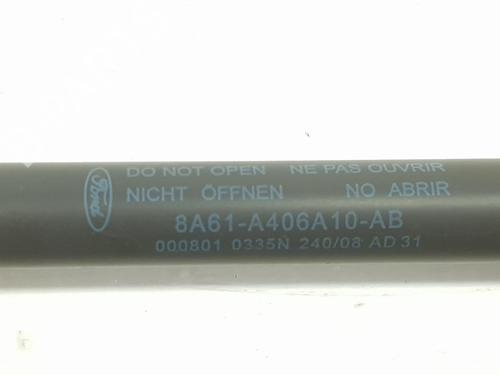 DO NOT OPEN NE PAS OUVRIR
NICHT ÖFFNEN NO ABRIR
Ford
8A61-A406A10-AB
000801 0335N 240/08 AD 31